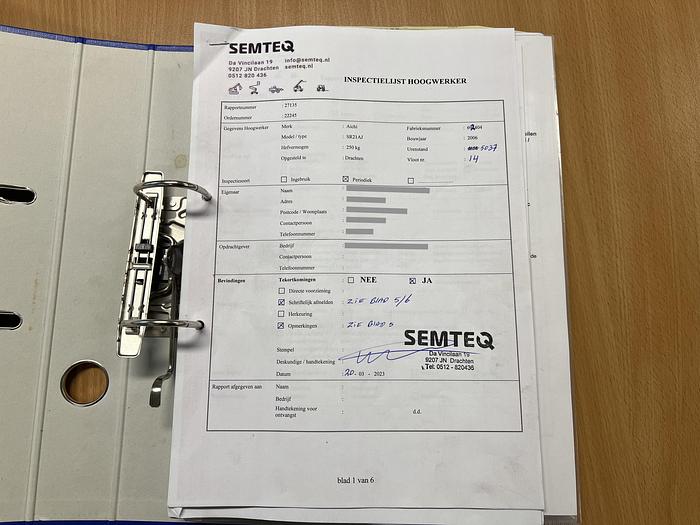 SEMTEQ
Da Vincilaan 19 info@semteq.nl
9207 JN Drachten semteq.nl
0512 820 436
INSPECTIELIJST HOOGWERKER
Rapportnummer : 27135
Ordernummer : 22245
Gegevens Hoogwerker Merk : Aichi Fabrieksnummer :
Model / type : SR21AJ Bouwjaar : 2006
Hefvermogen : 250 kg Urenstand : 5037
Opgesteld te : Drachten Vloot nr. : 14
Inspectiesoort Ingebruik Periodiek
Eigenaar Naam :
Adres :
Postcode / Woonplaats :
Contactpersoon :
Telefoonnummer :
Opdrachtgever Bedrijf :
Contactpersoon :
Telefoonnummer :
Bevindingen Tekortkomingen : NEE JA
Directe voorziening :
Schriftelijk afmelden : ZIE BLAD 5/6
Herkeuring :
Opmerkingen : ZIE BLAD 5
SEMTEQ
Da Vincilaan 19
9207 JN Drachten
Tel: 0512 - 820436
Stempel
Deskundige / handtekening :
Datum : 20 - 03 - 2023
Rapport afgegeven aan Naam :
Bedrijf :
Handtekening voor ontvangst : d.d.
blad 1 van 6